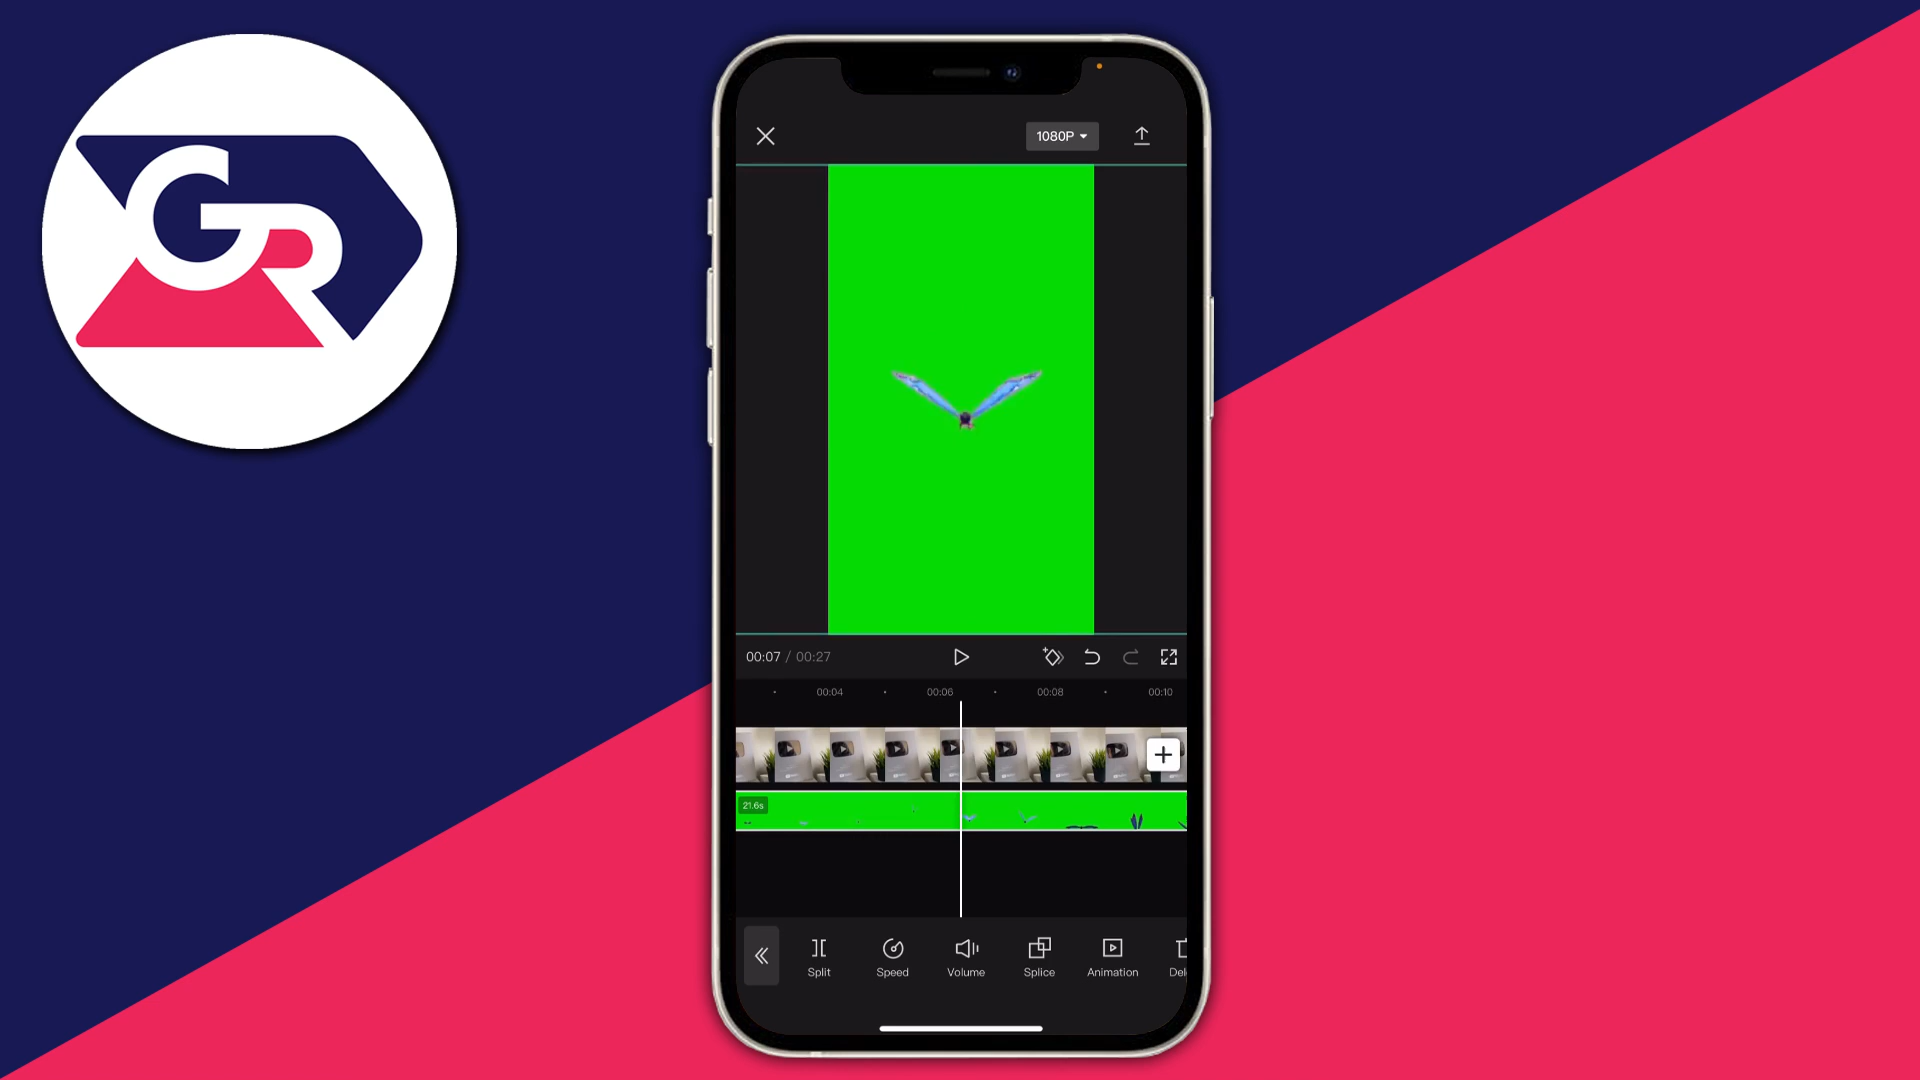 GR
1080P
00:07 / 00:27
00:04 00:06 00:08 00:10
21.6s
Split Speed Volume Splice Animation Del